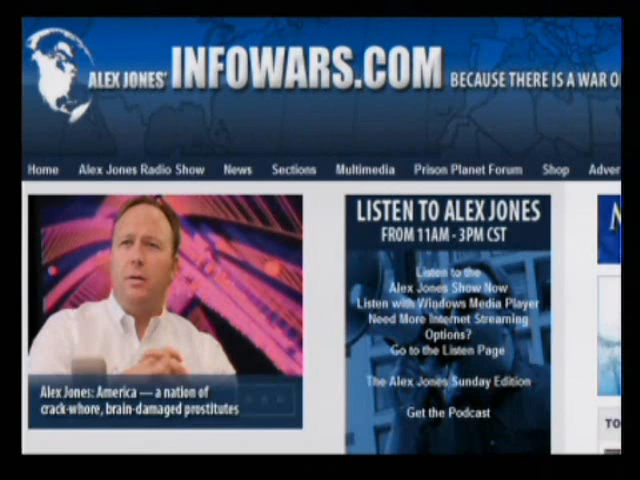 ALEX JONES' INFOWARS.COM BECAUSE THERE IS A WAR
Home Alex Jones Radio Show News Sections Multimedia Prison Planet Forum Shop
LISTEN TO ALEX JONES
FROM 11AM - 3PM CST
Listen to the
Alex Jones Show Now
Listen with Windows Media Player
Need More Internet Streaming
Options?
Go to the Listen Page
The Alex Jones Sunday Edition
Get the Podcast
Alex Jones: America — a nation of
crack-whore, brain-damaged prostitutes
TO